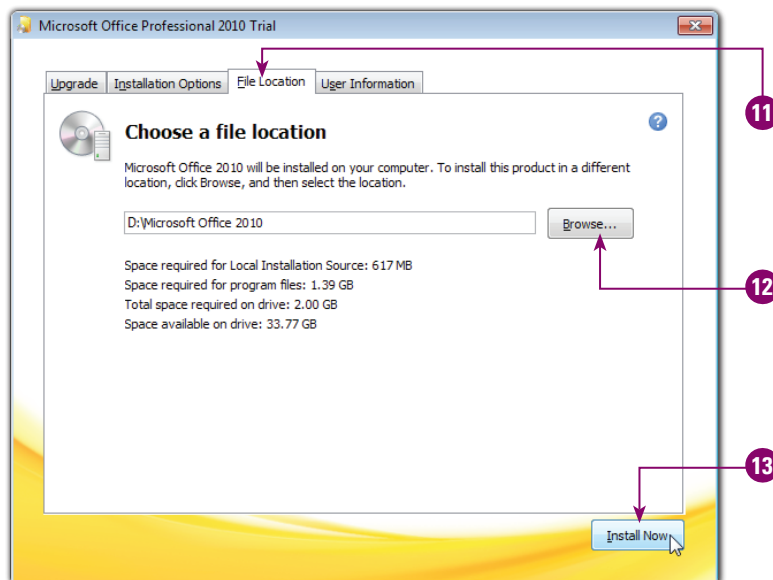 Microsoft Office Professional 2010 Trial
Upgrade
Installation Options
File Location
User Information
11
Choose a file location
?
Microsoft Office 2010 will be installed on your computer. To install this product in a different
location, click Browse, and then select the location.
D:\Microsoft Office 2010
Browse...
Space required for Local Installation Source: 617 MB
Space required for program files: 1.39 GB
Total space required on drive: 2.00 GB
Space available on drive: 33.77 GB
12
13
Install Now